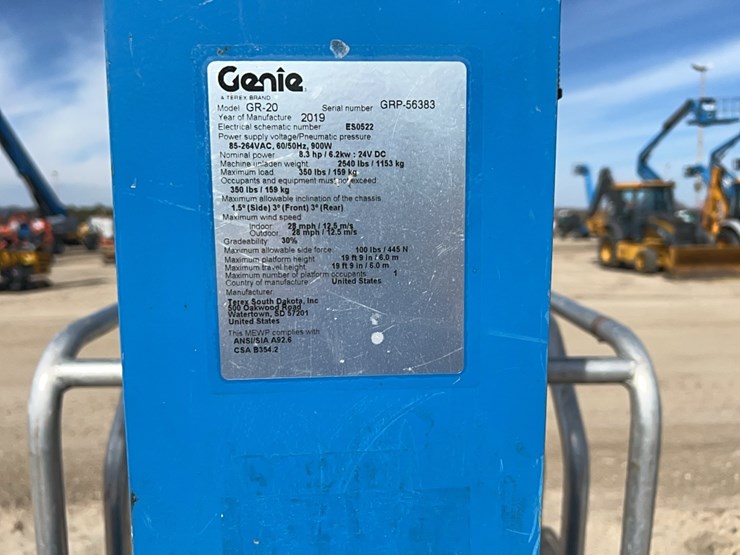 Genie
A TEREX BRAND
Model GR-20 Serial number GRP-56383
Year of Manufacture 2019
Electrical schematic number ES0522
Power supply voltage/Pneumatic pressure
85-264VAC, 60/50Hz, 900W
Nominal power 8.3 hp / 6.2kw : 24V DC
Machine unladen weight 2540 lbs / 1153 kg
Maximum load 350 lbs / 159 kg
Occupants and equipment must not exceed
350 lbs / 159 kg
Maximum allowable inclination of the chassis
1.5° (Side) 3° (Front) 3° (Rear)
Maximum wind speed
Indoor: 28 mph / 12.5 m/s
Outdoor: 28 mph / 12.5 m/s
Gradeability 30%
Maximum allowable side force: 100 lbs / 445 N
Maximum platform height 19 ft 9 in / 6.0 m
Maximum travel height 19 ft 9 in / 6.0 m
Maximum number of platform occupants: 1
Country of manufacture United States
Manufacturer
Terex South Dakota, Inc
500 Oakwood Road
Watertown, SD 57201
United States
This MEWP complies with
ANSI/SIA A92.6
CSA B354.2